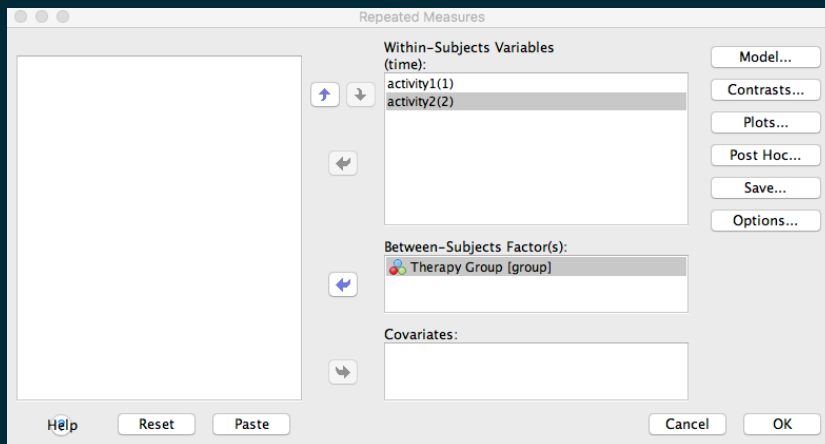 Repeated Measures
Within-Subjects Variables
(time):
activity1(1)
activity2(2)
Between-Subjects Factor(s):
Therapy Group [group]
Covariates:
Model...
Contrasts...
Plots...
Post Hoc...
Save...
Options...
Help
Reset
Paste
Cancel
OK